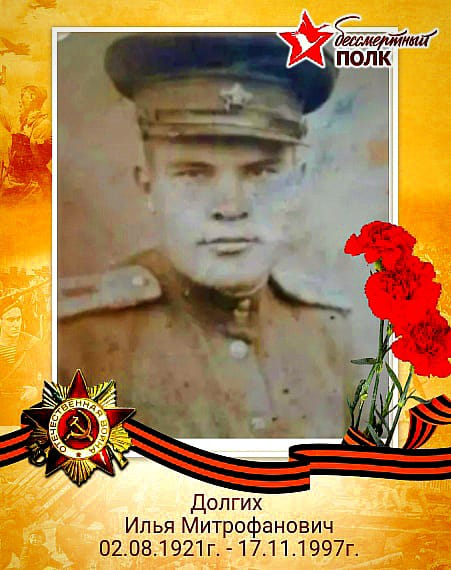 бессмертный
ПОЛК
ОТЕЧЕСТВЕННАЯ ВОЙНА
Долгих
Илья Митрофанович
02.08.1921г. - 17.11.1997г.